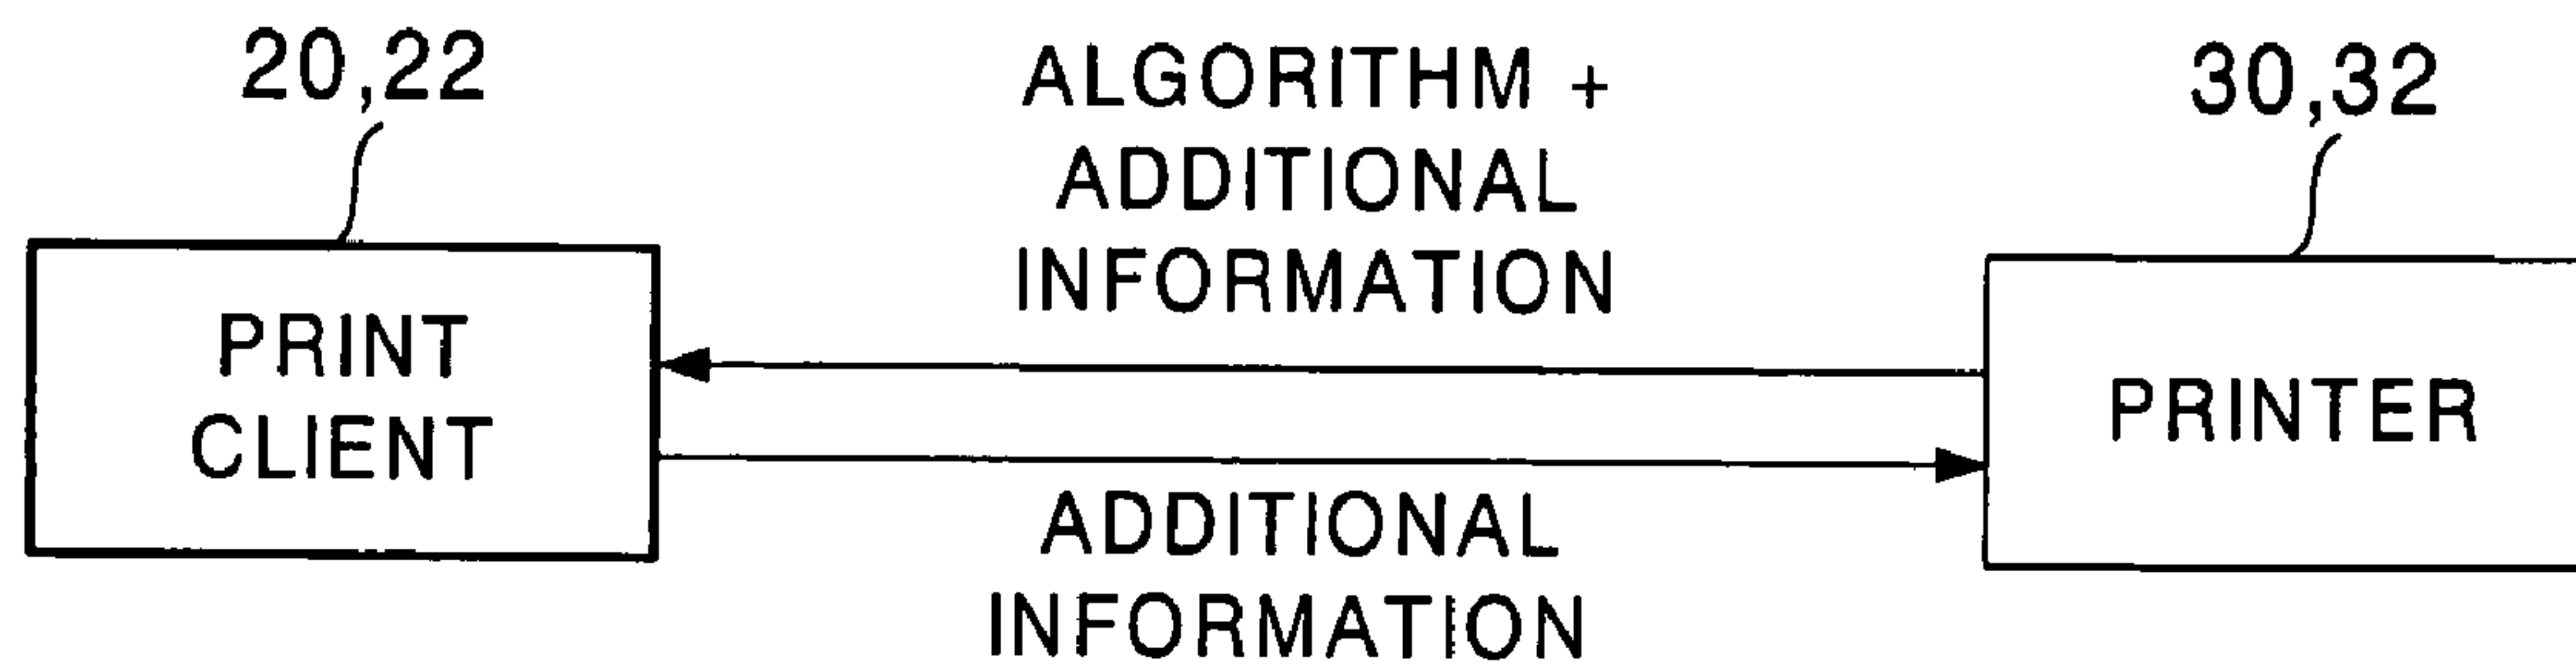 20,22
ALGORITHM +
ADDITIONAL
INFORMATION
30,32
PRINT
CLIENT
PRINTER
ADDITIONAL
INFORMATION